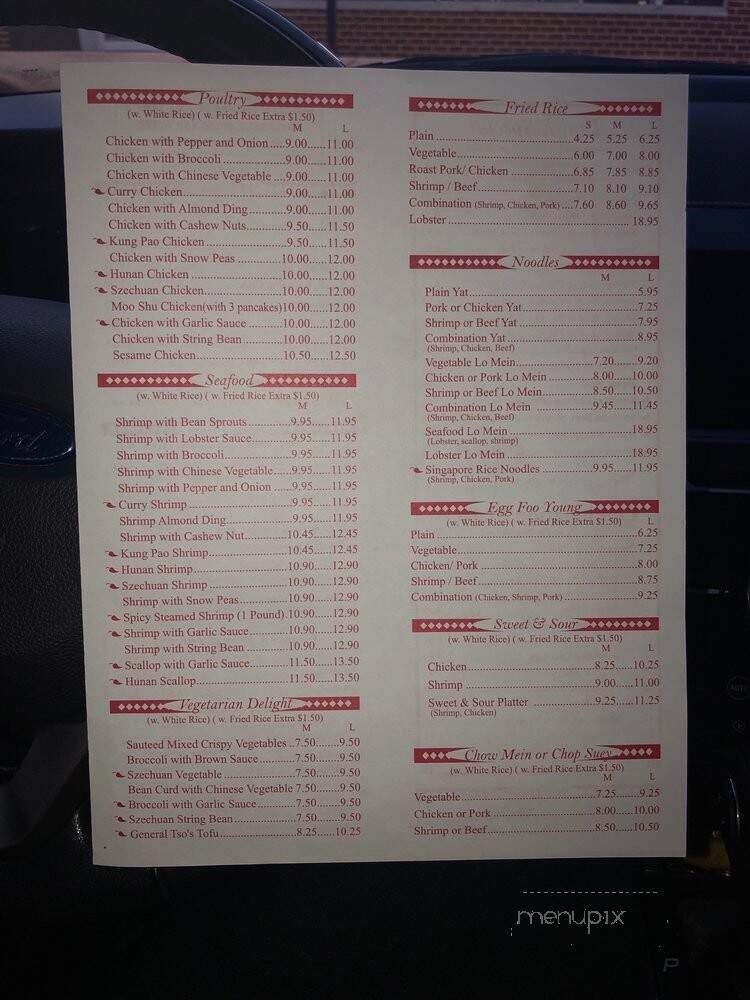 Poultry
(w. White Rice) ( w. Fried Rice Extra $1.50)
M L
Chicken with Pepper and Onion ....9.00......11.00
Chicken with Broccoli ..................9.00......11.00
Chicken with Chinese Vegetable ...9.00......11.00
Curry Chicken..............................9.00......11.00
Chicken with Almond Ding...........9.00......11.00
Chicken with Cashew Nuts............9.50......11.50
Kung Pao Chicken........................9.50......11.50
Chicken with Snow Peas .............10.00......12.00
Hunan Chicken ...........................10.00......12.00
Szechuan Chicken........................10.00......12.00
Moo Shu Chicken(with 3 pancakes)10.00......12.00
Chicken with Garlic Sauce ..........10.00......12.00
Chicken with String Bean ............10.00......12.00
Sesame Chicken.........................10.50......12.50
Seafood
(w. White Rice) ( w. Fried Rice Extra $1.50)
M L
Shrimp with Bean Sprouts............9.95......11.95
Shrimp with Lobster Sauce...........9.95......11.95
Shrimp with Broccoli....................9.95......11.95
Shrimp with Chinese Vegetable.....9.95......11.95
Shrimp with Pepper and Onion .....9.95......11.95
Curry Shrimp ...............................9.95......11.95
Shrimp Almond Ding....................9.95......11.95
Shrimp with Cashew Nut.............10.45......12.45
Kung Pao Shrimp.......................10.45......12.45
Hunan Shrimp............................10.90......12.90
Szechuan Shrimp .......................10.90......12.90
Shrimp with Snow Peas..............10.90......12.90
Spicy Steamed Shrimp (1 Pound).10.90......12.90
Shrimp with Garlic Sauce............10.90......12.90
Shrimp with String Bean .............10.90......12.90
Scallop with Garlic Sauce...........11.50......13.50
Hunan Scallop............................11.50......13.50
Vegetarian Delight
(w. White Rice) ( w. Fried Rice Extra $1.50)
M L
Sauteed Mixed Crispy Vegetables ..7.50........9.50
Broccoli with Brown Sauce...........7.50........9.50
Szechuan Vegetable ......................7.50........9.50
Bean Curd with Chinese Vegetable 7.50........9.50
Broccoli with Garlic Sauce............7.50........9.50
Szechuan String Bean...................7.50........9.50
General Tso's Tofu.......................8.25......10.25
Fried Rice
S M L
Plain ..........................................4.25 5.25 6.25
Vegetable....................................6.00 7.00 8.00
Roast Pork/ Chicken ...................6.85 7.85 8.85
Shrimp / Beef..............................7.10 8.10 9.10
Combination (Shrimp, Chicken, Pork) ....7.60 8.60 9.65
Lobster ....................................................... 18.95
Noodles
M L
Plain Yat...................................................5.95
Pork or Chicken Yat...................................7.25
Shrimp or Beef Yat....................................7.95
Combination Yat ........................................8.95
(Shrimp, Chicken, Beef)
Vegetable Lo Mein.......................7.20........9.20
Chicken or Pork Lo Mein .............8.00......10.00
Shrimp or Beef Lo Mein...............8.50......10.50
Combination Lo Mein ..................9.45......11.45
(Shrimp, Chicken, Beef)
Seafood Lo Mein .....................................18.95
(Lobster, scallop, shrimp)
Lobster Lo Mein......................................18.95
Singapore Rice Noodles ...............9.95......11.95
(Shrimp, Chicken, Pork)
Egg Foo Young
(w. White Rice) ( w. Fried Rice Extra $1.50) L
Plain ..........................................................6.25
Vegetable....................................................7.25
Chicken/ Pork.............................................8.00
Shrimp / Beef..............................................8.75
Combination (Chicken, Shrimp, Pork) .....................9.25
Sweet & Sour
(w. White Rice) ( w. Fried Rice Extra $1.50)
M L
Chicken.......................................8.25......10.25
Shrimp ........................................9.00......11.00
Sweet & Sour Platter ...................9.25......11.25
(Shrimp, Chicken)
Chow Mein or Chop Suey
(w. White Rice) ( w. Fried Rice Extra $1.50)
M L
Vegetable.....................................7.25........9.25
Chicken or Pork ...........................8.00......10.00
Shrimp or Beef.............................8.50......10.50
menupix
P